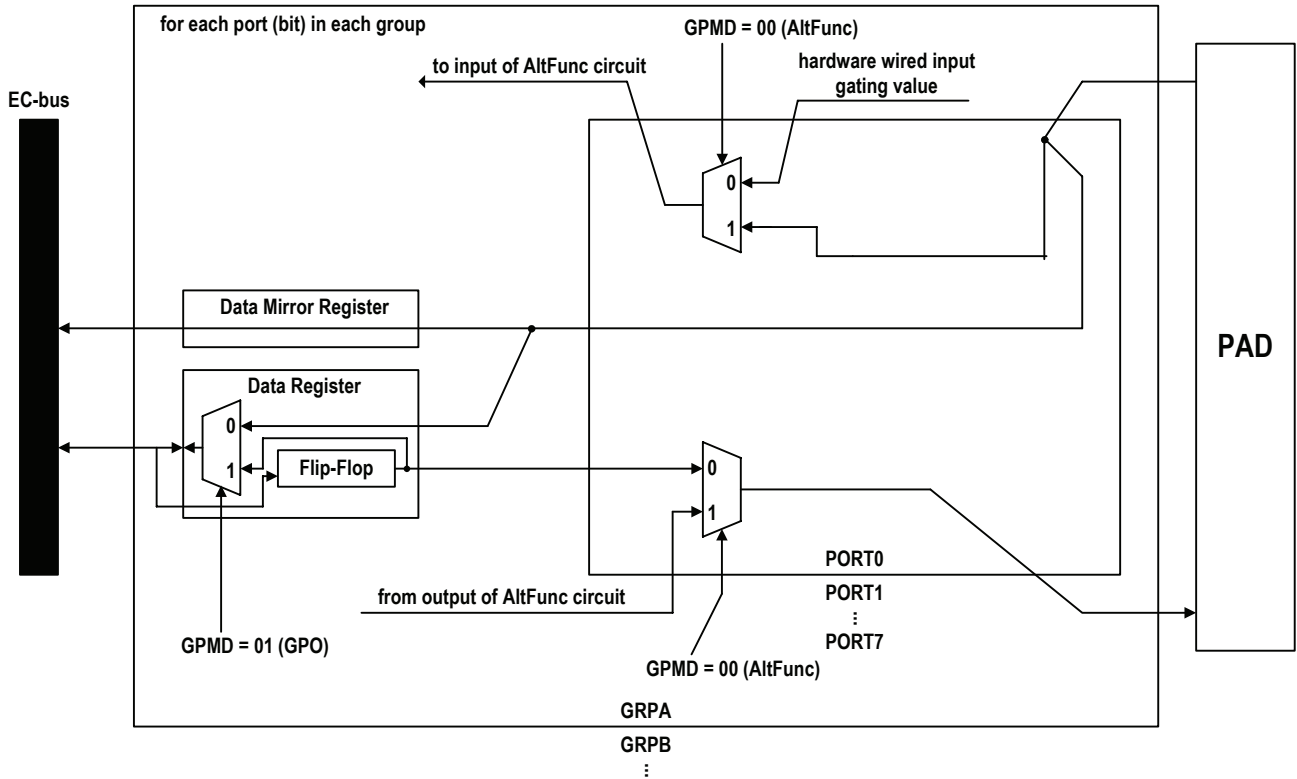 for each port (bit) in each group
GPMD = 00 (AltFunc)
to input of AltFunc circuit
hardware wired input
gating value
EC-bus
0
1
Data Mirror Register
PAD
Data Register
0
1
Flip-Flop
0
1
PORT0
from output of AltFunc circuit
PORT1
...
PORT7
GPMD = 01 (GPO)
GPMD = 00 (AltFunc)
GRPA
GRPB
...